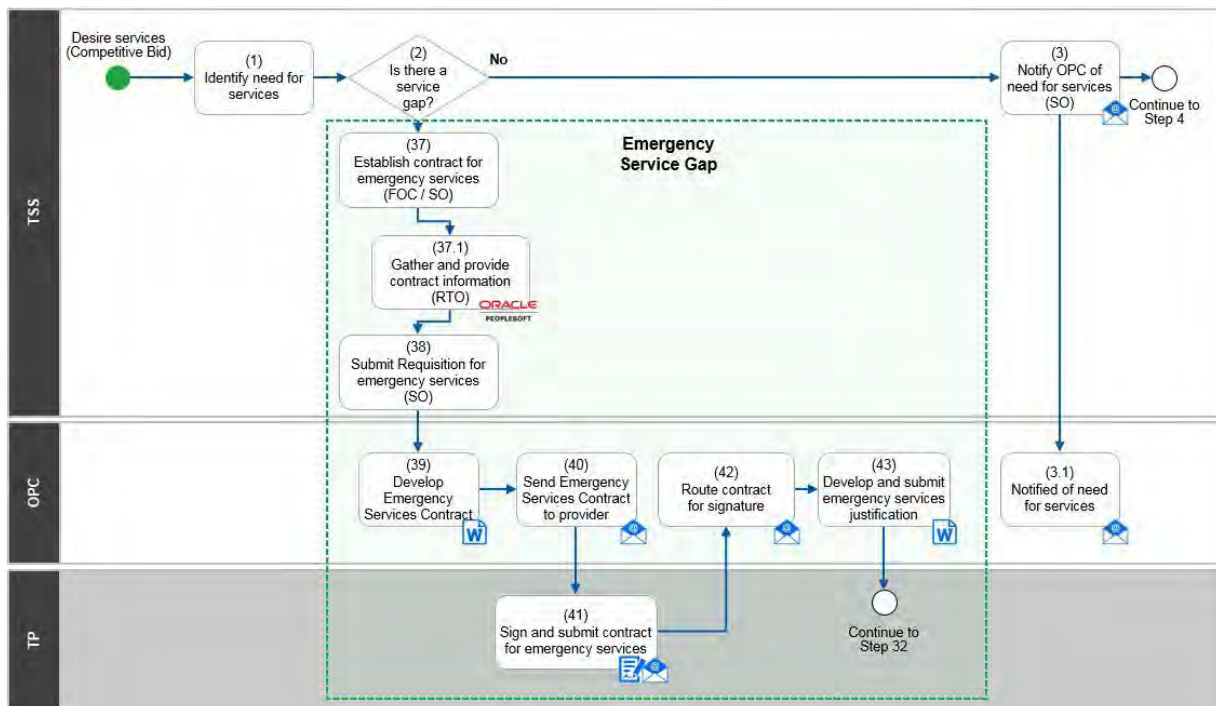 Desire services
(Competitive Bid)
(1)
Identify need for
services
(2)
Is there a
service
gap?
No
(3)
Notify OPC of
need for services
(SO)
Continue to
Step 4
Emergency
Service Gap
(37)
Establish contract for
emergency services
(FOC / SO)
(37.1)
Gather and provide
contract information
(RTO)
ORACLE
PEOPLESOFT
(38)
Submit Requisition for
emergency services
(SO)
TSS
(39)
Develop
Emergency
Services Contract
W
(40)
Send Emergency
Services Contract
to provider
@
(42)
Route contract
for signature
@
(43)
Develop and submit
emergency services
justification
W
(3.1)
Notified of need
for services
@
OPC
(41)
Sign and submit contract
for emergency services
@
Continue to
Step 32
TP